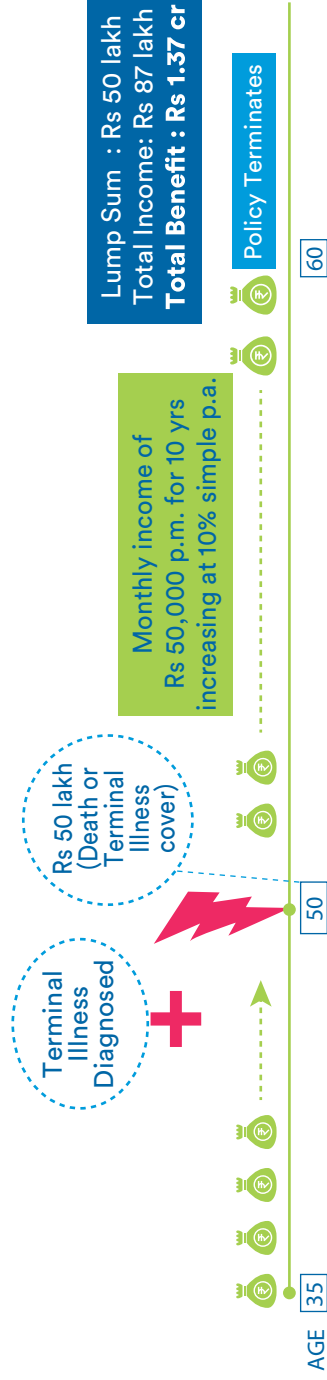 Terminal
Illness
Diagnosed
Rs 50 lakh
(Death or
Terminal
Illness
cover)
Monthly income of
Rs 50,000 p.m. for 10 yrs
increasing at 10% simple p.a.
Lump Sum : Rs 50 lakh
Total Income: Rs 87 lakh
Total Benefit : Rs 1.37 cr
Policy Terminates
AGE 35 50 60